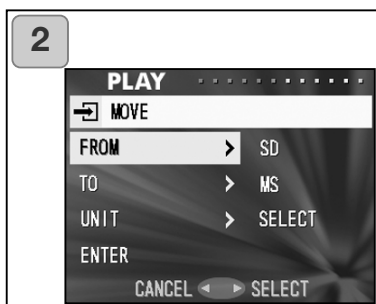 2
PLAY
MOVE
FROM > SD
TO > MS
UNIT > SELECT
ENTER
CANCEL ◄ ► SELECT